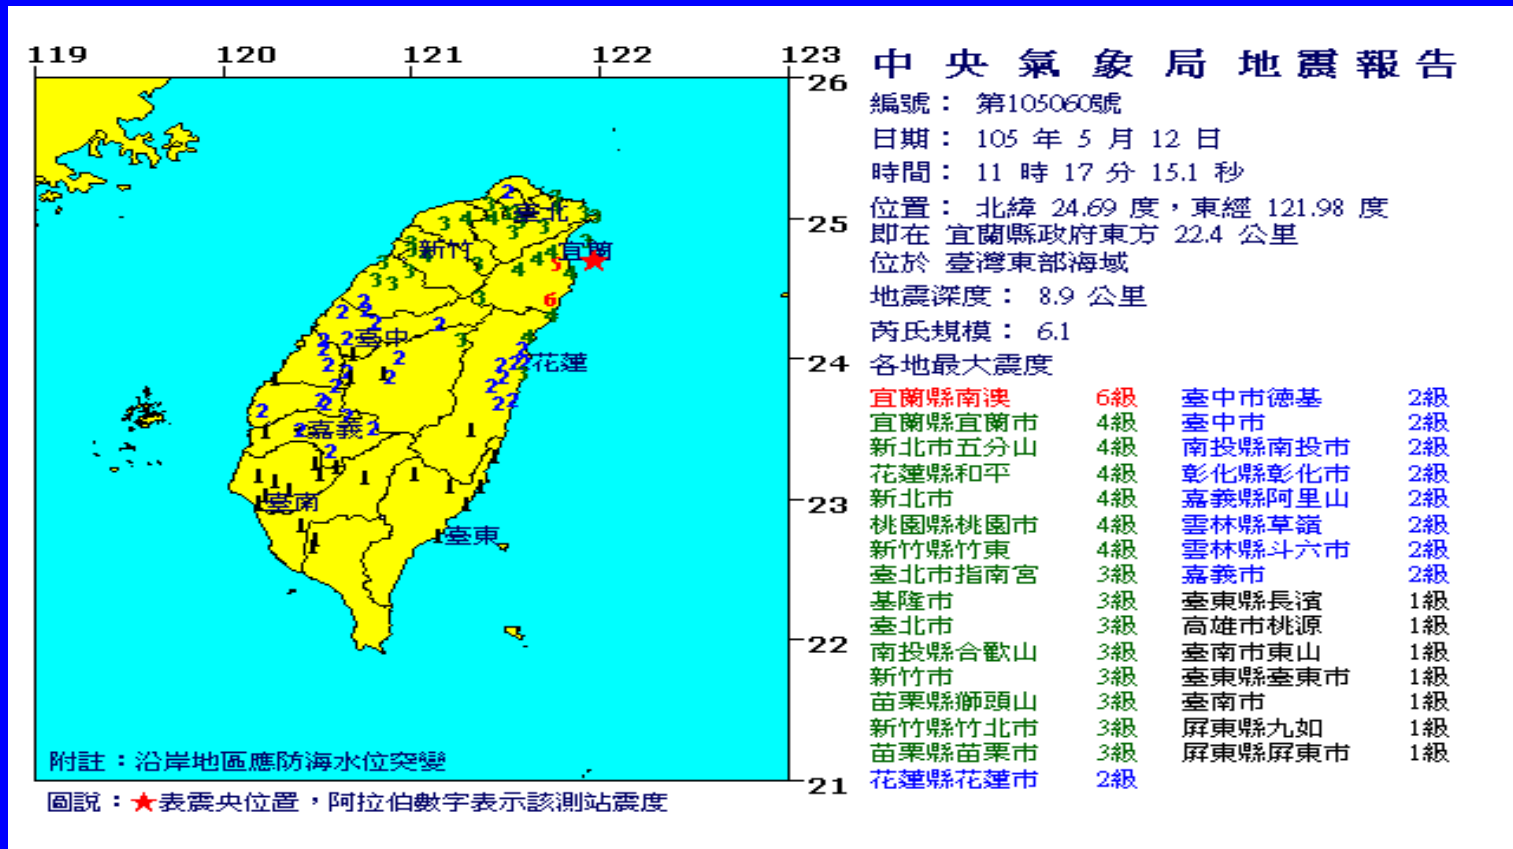 119 120 121 122 123
26
25
24
23
22
21
臺北
新竹
宜蘭
臺中
花蓮
嘉義
臺南
臺東
附註：沿岸地區應防海水位突變
圖說：★表震央位置，阿拉伯數字表示該測站震度
中央氣象局地震報告
編號： 第105060號
日期： 105 年 5 月 12 日
時間： 11 時 17 分 15.1 秒
位置： 北緯 24.69 度，東經 121.98 度
即在 宜蘭縣政府東方 22.4 公里
位於 臺灣東部海域
地震深度： 8.9 公里
芮氏規模： 6.1
各地最大震度
宜蘭縣南澳 6級 臺中市德基 2級
宜蘭縣宜蘭市 4級 臺中市 2級
新北市五分山 4級 南投縣南投市 2級
花蓮縣和平 4級 彰化縣彰化市 2級
新北市 4級 嘉義縣阿里山 2級
桃園縣桃園市 4級 雲林縣草嶺 2級
新竹縣竹東 4級 雲林縣斗六市 2級
臺北市指南宮 3級 嘉義市 2級
基隆市 3級 臺東縣長濱 1級
臺北市 3級 高雄市桃源 1級
南投縣合歡山 3級 臺南市東山 1級
新竹市 3級 臺東縣臺東市 1級
苗栗縣獅頭山 3級 臺南市 1級
新竹縣竹北市 3級 屏東縣九如 1級
苗栗縣苗栗市 3級 屏東縣屏東市 1級
花蓮縣花蓮市 2級